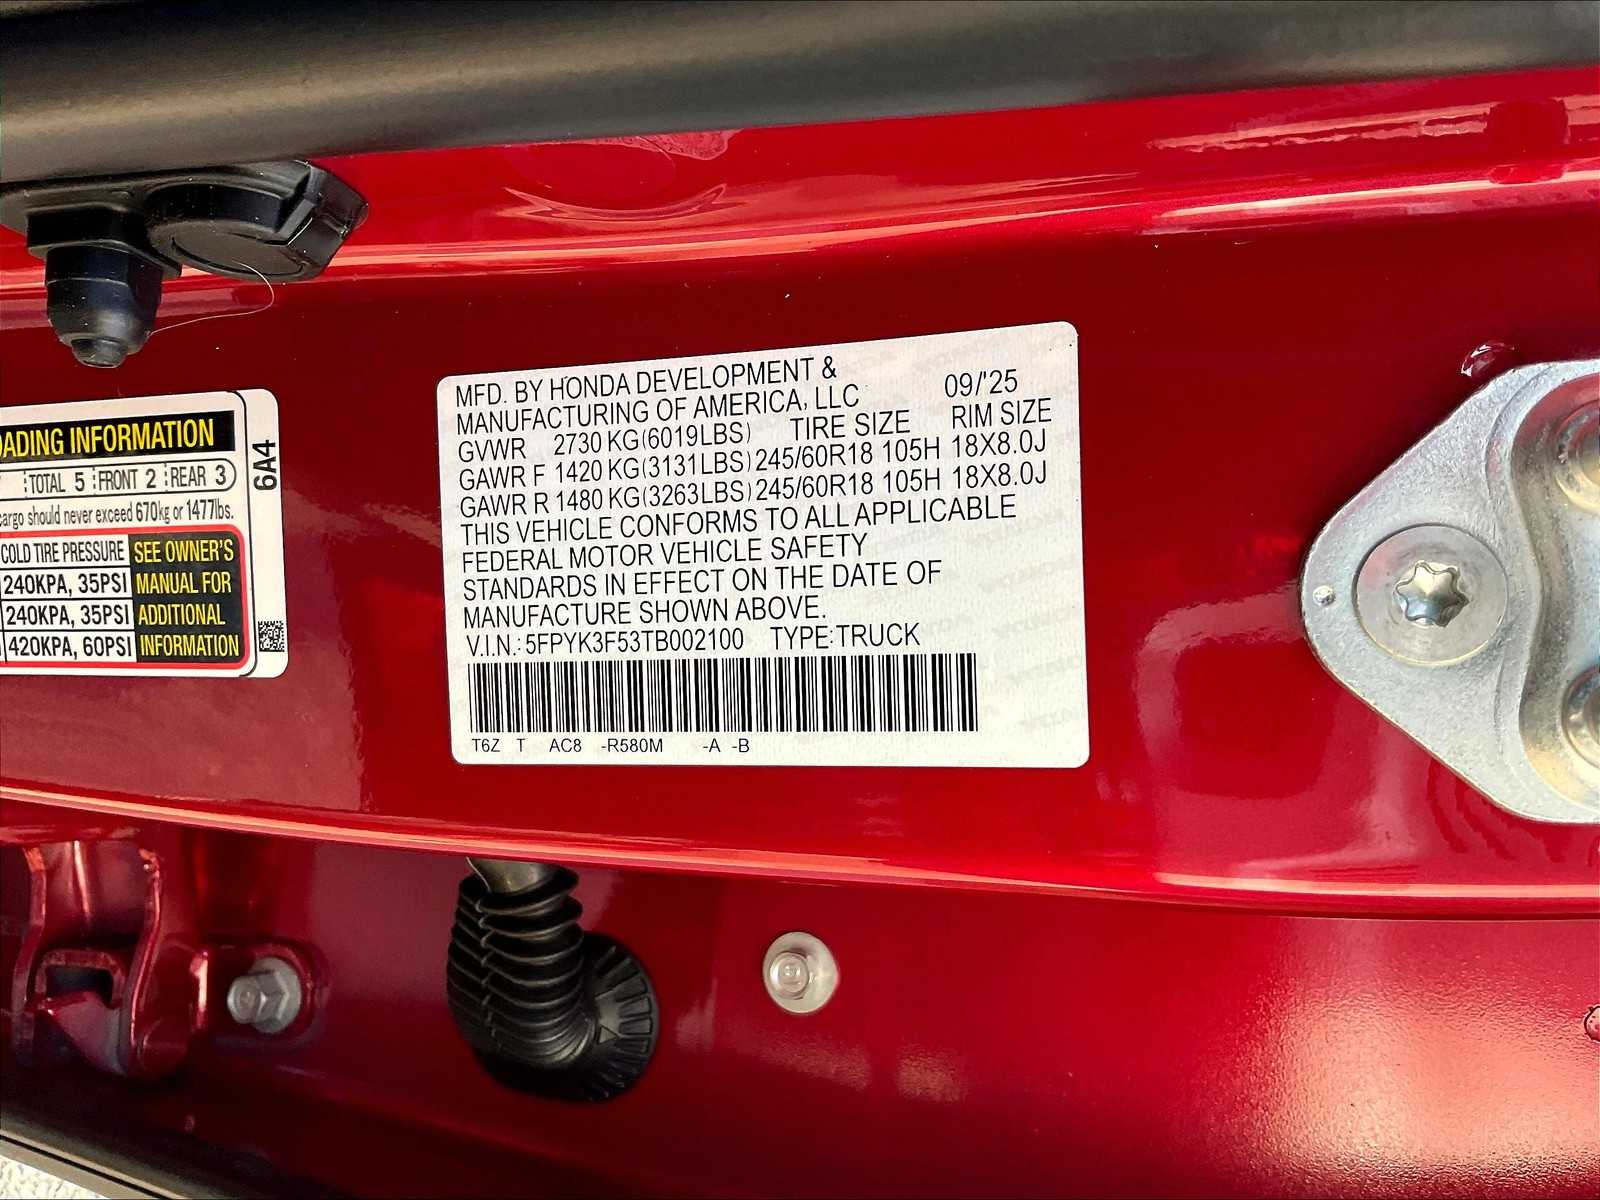 OADING INFORMATION
TOTAL 5 FRONT 2 REAR 3
cargo should never exceed 670kg or 1477lbs.
COLD TIRE PRESSURE SEE OWNER'S
240KPA, 35PSI MANUAL FOR
240KPA, 35PSI ADDITIONAL
420KPA, 60PSI INFORMATION
6A4
MFD. BY HONDA DEVELOPMENT &
MANUFACTURING OF AMERICA, LLC 09/'25
GVWR 2730 KG(6019LBS) TIRE SIZE RIM SIZE
GAWR F 1420 KG(3131LBS) 245/60R18 105H 18X8.0J
GAWR R 1480 KG(3263LBS) 245/60R18 105H 18X8.0J
THIS VEHICLE CONFORMS TO ALL APPLICABLE
FEDERAL MOTOR VEHICLE SAFETY
STANDARDS IN EFFECT ON THE DATE OF
MANUFACTURE SHOWN ABOVE.
V.I.N.: 5FPYK3F53TB002100 TYPE: TRUCK
T6Z T AC8 -R580M -A -B